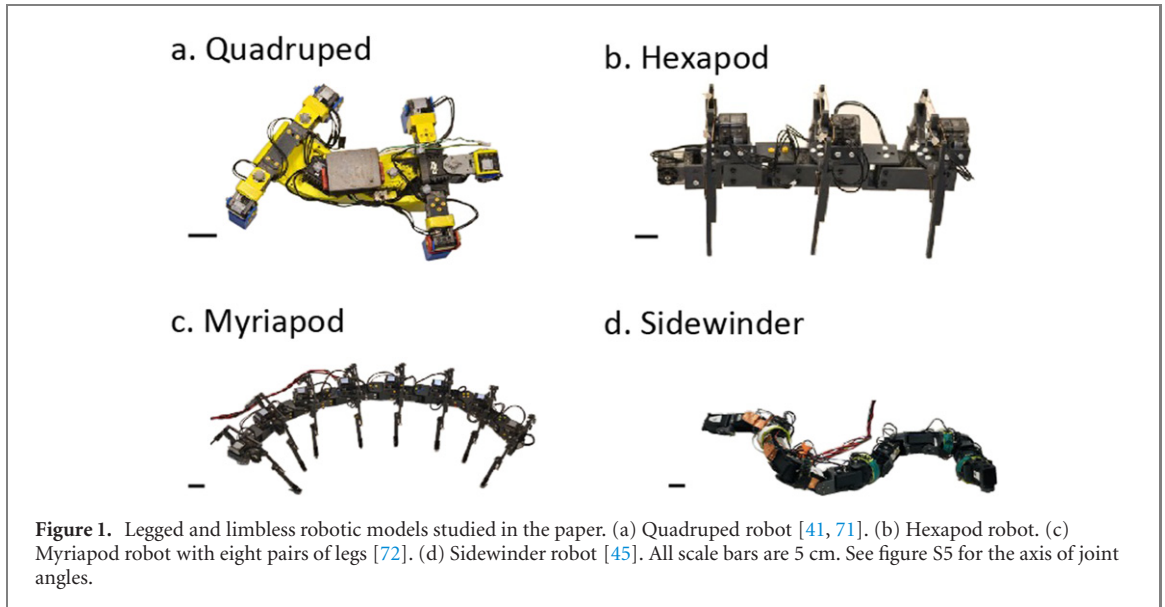 a. Quadruped
b. Hexapod
c. Myriapod
d. Sidewinder
Figure 1. Legged and limbless robotic models studied in the paper. (a) Quadruped robot [41, 71]. (b) Hexapod robot. (c)
Myriapod robot with eight pairs of legs [72]. (d) Sidewinder robot [45]. All scale bars are 5 cm. See figure S5 for the axis of joint
angles.